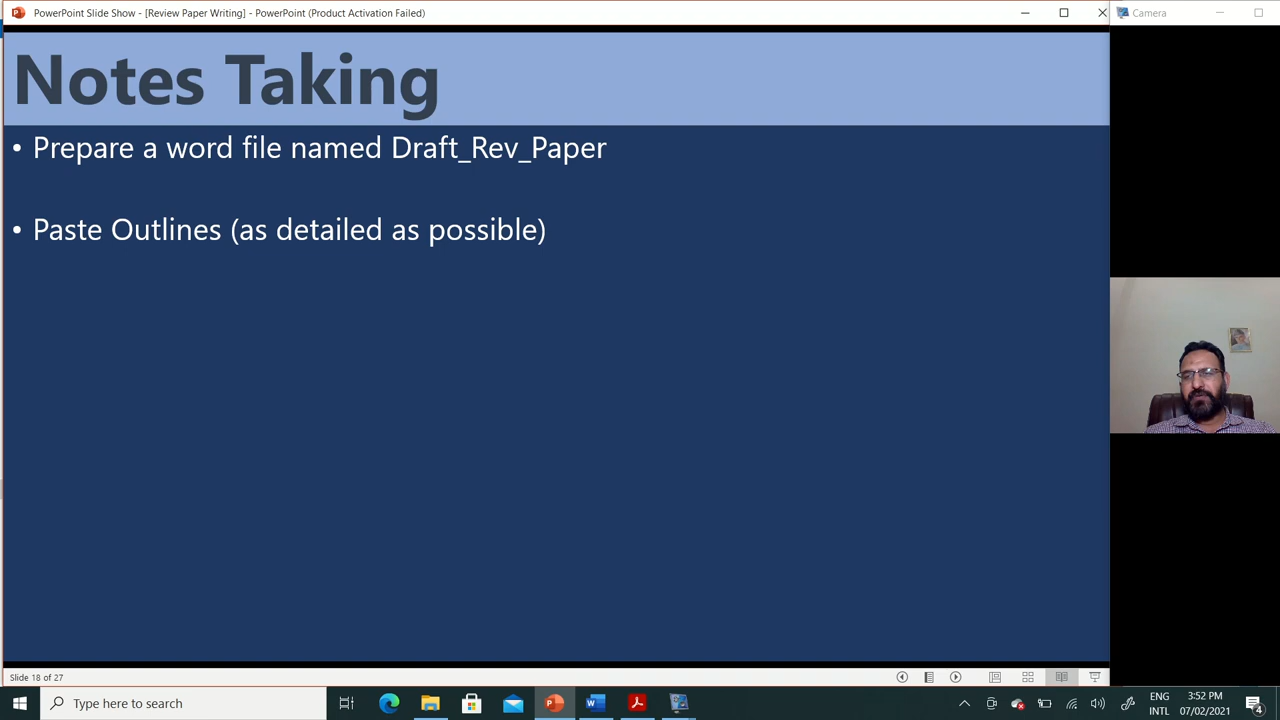 PowerPoint Slide Show - [Review Paper Writing] - PowerPoint (Product Activation Failed)
Camera
Notes Taking
• Prepare a word file named Draft_Rev_Paper
• Paste Outlines (as detailed as possible)
Slide 18 of 27
Type here to search
ENG
INTL
3:52 PM
07/02/2021
4